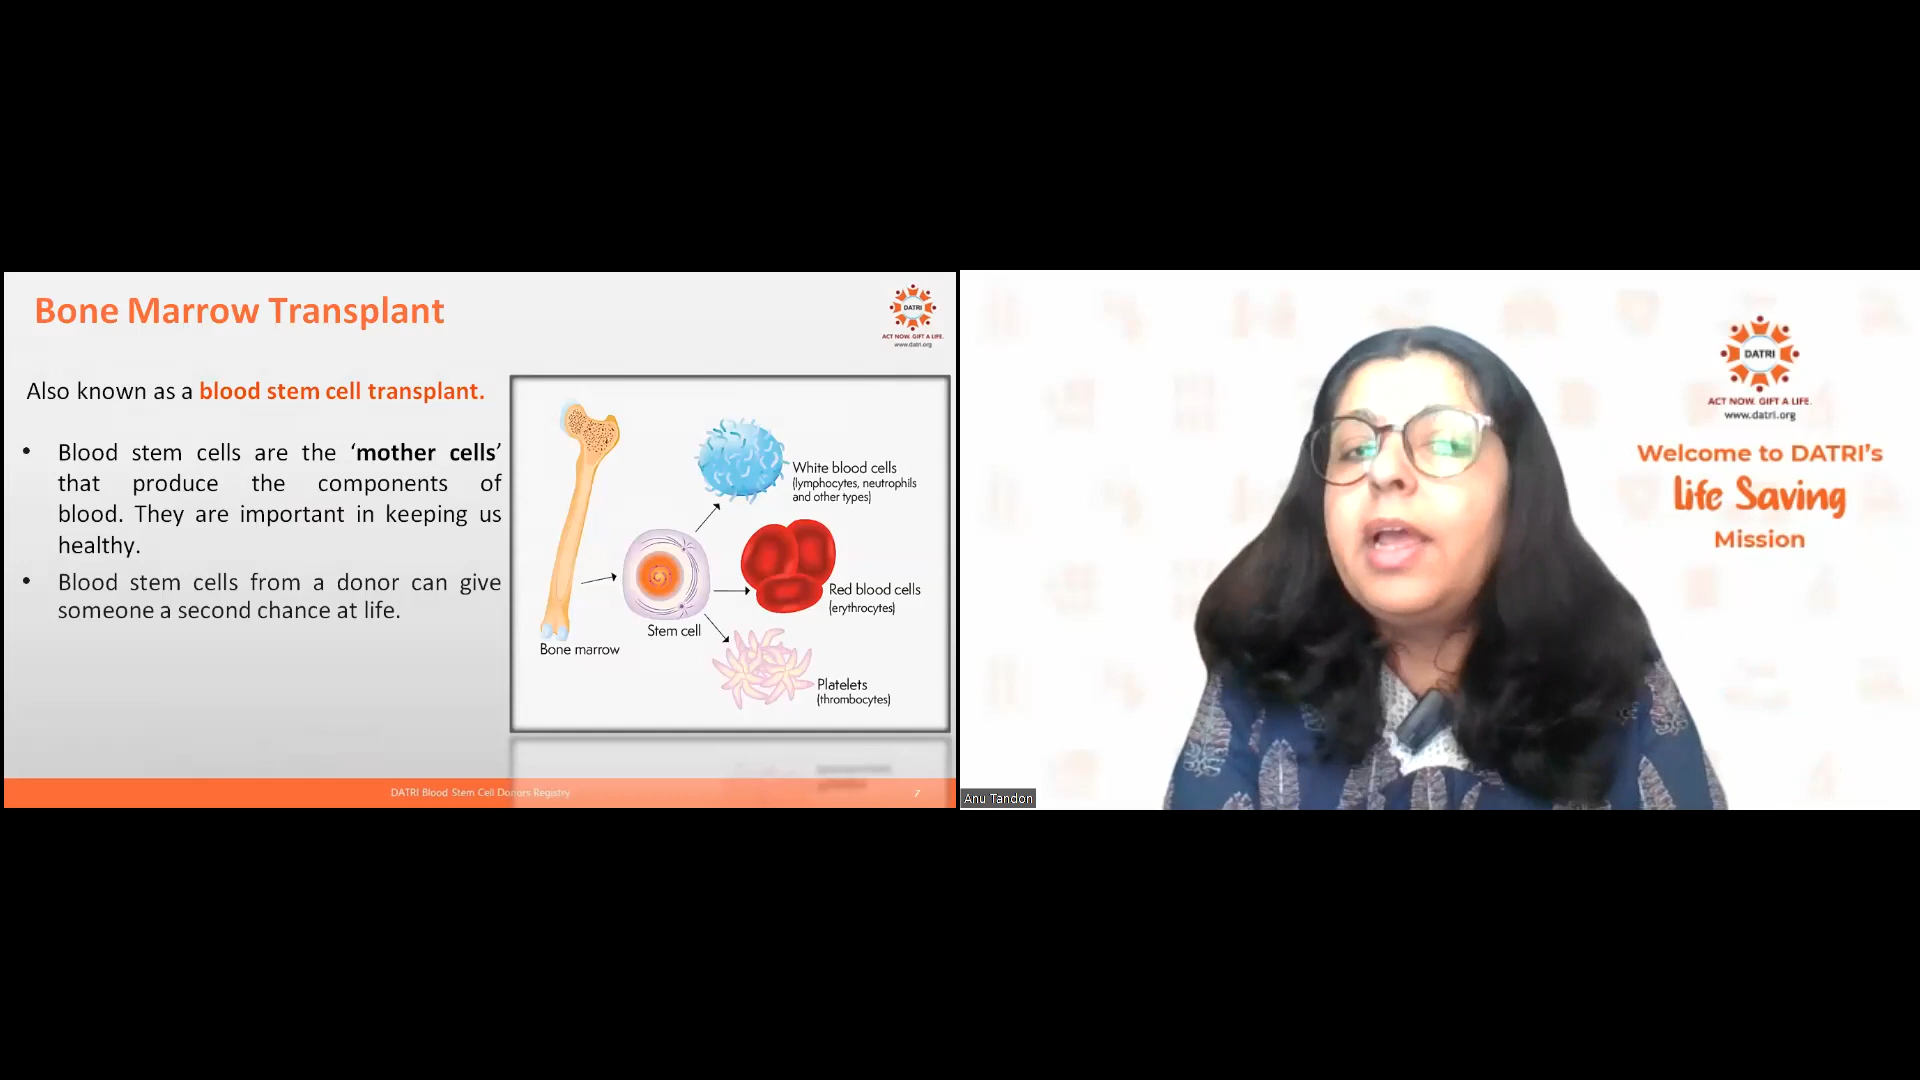 Bone Marrow Transplant
DATRI
ACT NOW. GIFT A LIFE.
www.datri.org
Also known as a blood stem cell transplant.
• Blood stem cells are the ‘mother cells’
that produce the components of
blood. They are important in keeping us
healthy.
• Blood stem cells from a donor can give
someone a second chance at life.
White blood cells
(lymphocytes, neutrophils
and other types)
Red blood cells
(erythrocytes)
Stem cell
Bone marrow
Platelets
(thrombocytes)
DATRI Blood Stem Cell Donors Registry
7
DATRI
ACT NOW. GIFT A LIFE.
www.datri.org
Welcome to DATRI’s
life Saving
Mission
Anu Tandon